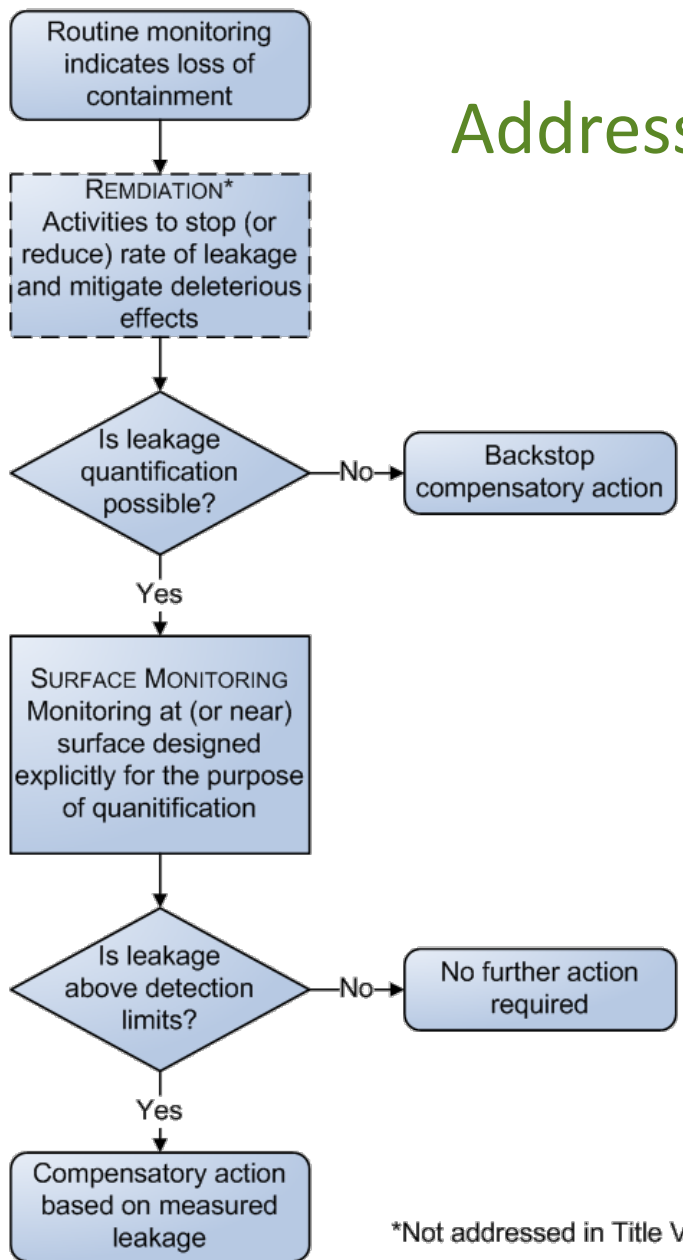 Routine monitoring
indicates loss of
containment
Address
REMDIATION*
Activities to stop (or
reduce) rate of leakage
and mitigate deleterious
effects
Is leakage
quantification
possible?
No
Backstop
compensatory action
Yes
SURFACE MONITORING
Monitoring at (or near)
surface designed
explicitly for the purpose
of quanitification
Is leakage
above detection
limits?
No
No further action
required
Yes
Compensatory action
based on measured
leakage
*Not addressed in Title V